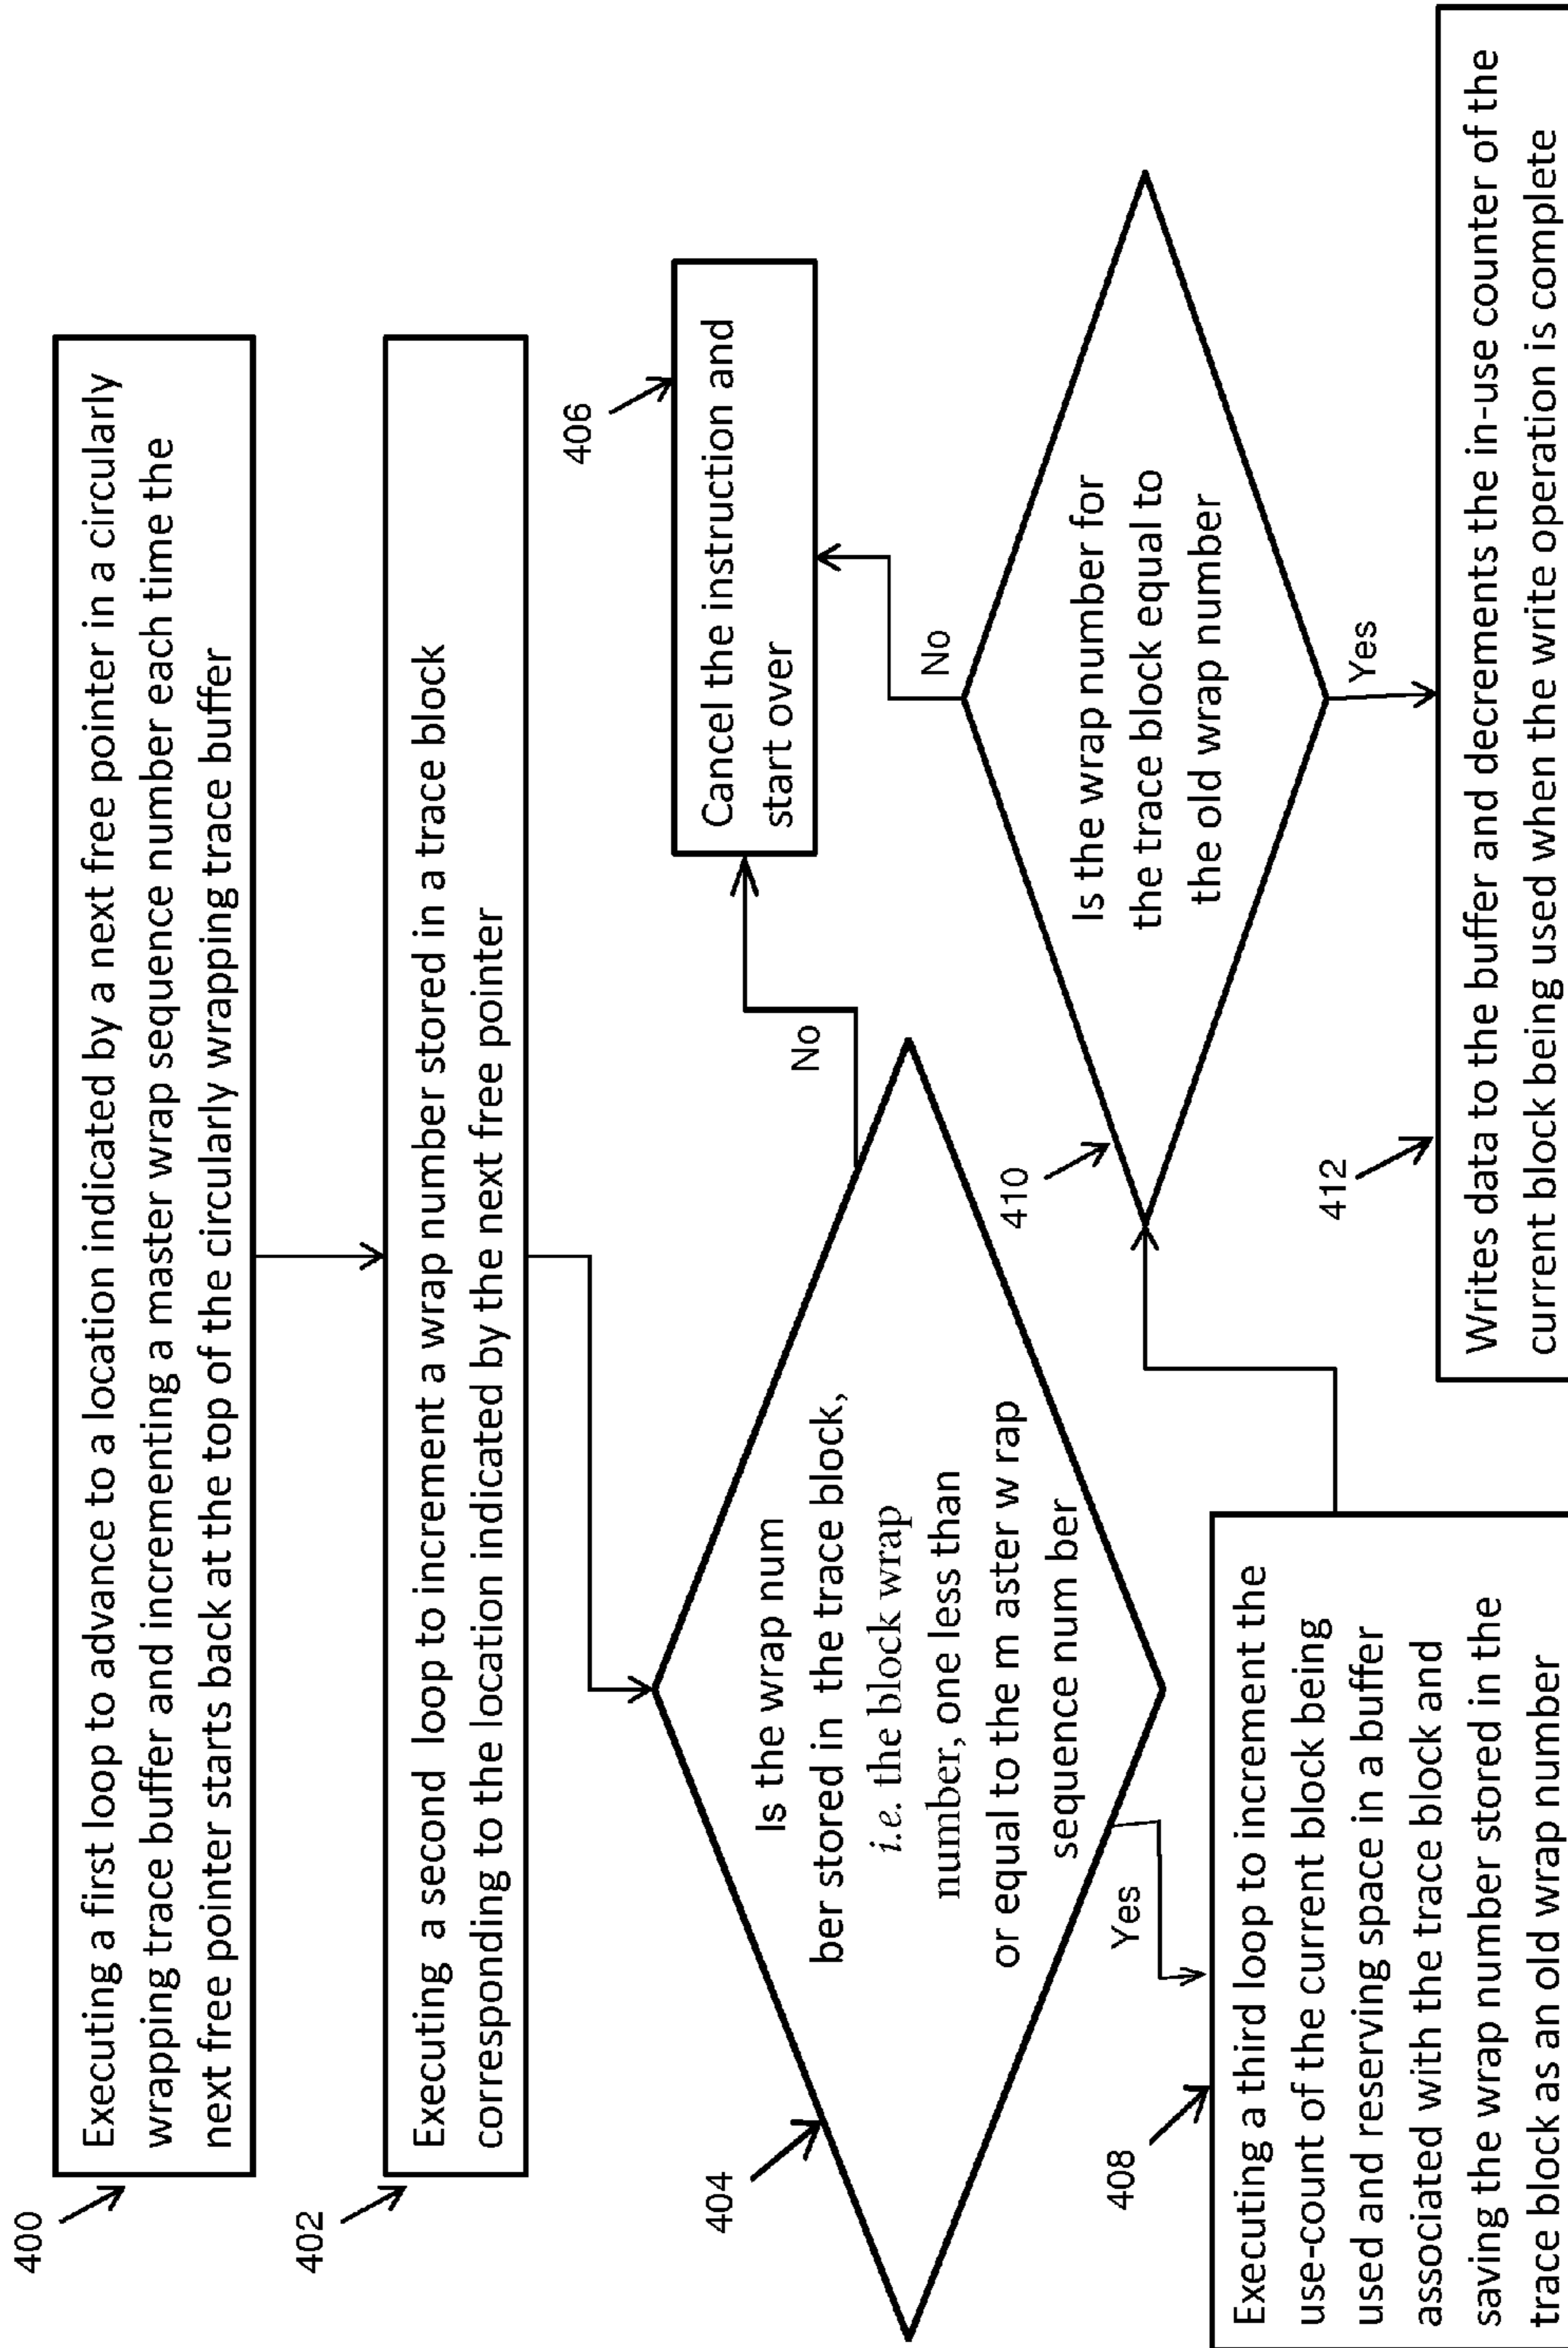 400
Executing a first loop to advance to a location indicated by a next free pointer in a circularly
wrapping trace buffer and incrementing a master wrap sequence number each time the
next free pointer starts back at the top of the circularly wrapping trace buffer
402
Executing a second loop to increment a wrap number stored in a trace block
corresponding to the location indicated by the next free pointer
404
Is the wrap num
ber stored in the trace block,
i.e. the block wrap
number, one less than
or equal to the m aster w rap
sequence num ber
No
406
Cancel the instruction and
start over
Yes
408
Executing a third loop to increment the
use-count of the current block being
used and reserving space in a buffer
associated with the trace block and
saving the wrap number stored in the
trace block as an old wrap number
410
Is the wrap number for
the trace block equal to
the old wrap number
No
Yes
412
Writes data to the buffer and decrements the in-use counter of the
current block being used when the write operation is complete